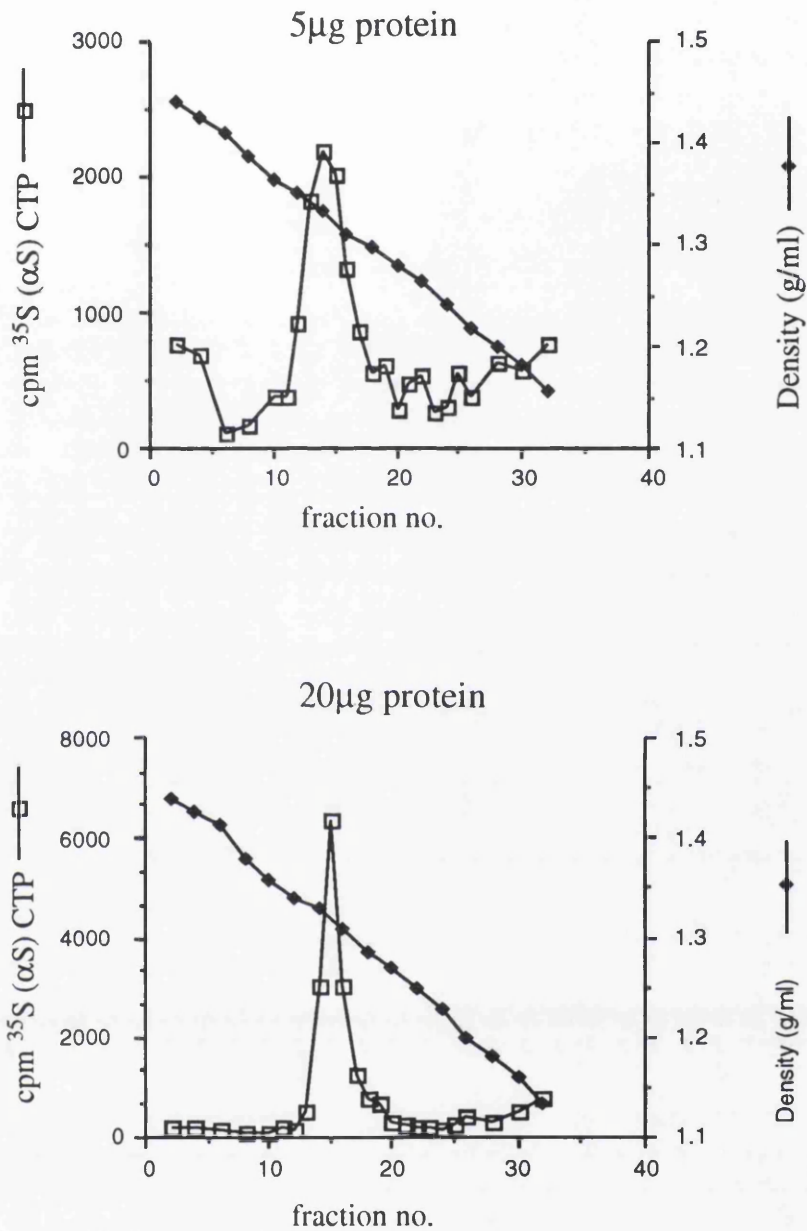 5µg protein
3000
2000
1000
0
cpm ³⁵S (αS) CTP
1.5
1.4
1.3
1.2
1.1
Density (g/ml)
0 10 20 30 40
fraction no.
20µg protein
8000
6000
4000
2000
0
cpm ³⁵S (αS) CTP
1.5
1.4
1.3
1.2
1.1
Density (g/ml)
0 10 20 30 40
fraction no.